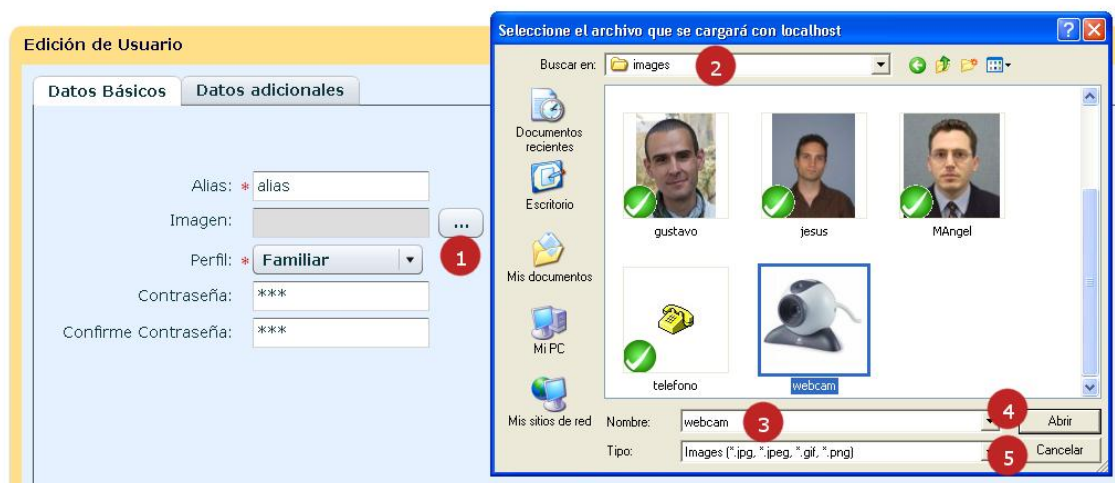 Edición de Usuario
Datos Básicos
Datos adicionales
Alias: * alias
Imagen:
...
1
Perfil: * Familiar
Contraseña: ***
Confirme Contraseña: ***
Seleccione el archivo que se cargará con localhost
Buscar en: images
2
Documentos
recientes
Escritorio
Mis documentos
Mi PC
Mis sitios de red
gustavo
jesus
MAngel
telefono
webcam
Nombre: webcam
3
4
Abrir
Tipo: Images (*.jpg, *.jpeg, *.gif, *.png)
5
Cancelar